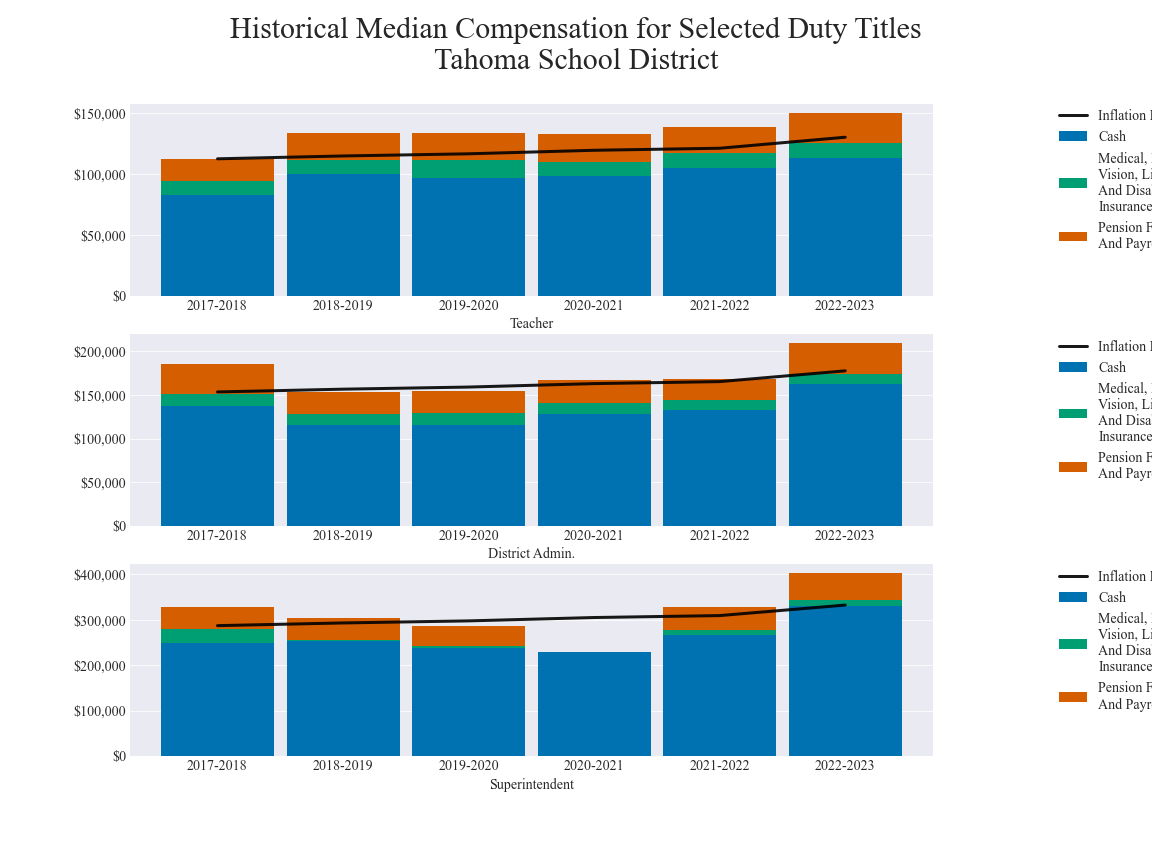 Historical Median Compensation for Selected Duty Titles
Tahoma School District
$150,000
$100,000
$50,000
$0
2017-2018 2018-2019 2019-2020 2020-2021 2021-2022 2022-2023
Teacher
Inflation
Cash
Medical,
Vision,
And
Insurance
Pension
And
$200,000
$150,000
$100,000
$50,000
$0
2017-2018 2018-2019 2019-2020 2020-2021 2021-2022 2022-2023
District Admin.
Inflation
Cash
Medical,
Vision,
And
Insurance
Pension
And
$400,000
$300,000
$200,000
$100,000
$0
2017-2018 2018-2019 2019-2020 2020-2021 2021-2022 2022-2023
Superintendent
Inflation
Cash
Medical,
Vision,
And
Insurance
Pension
And